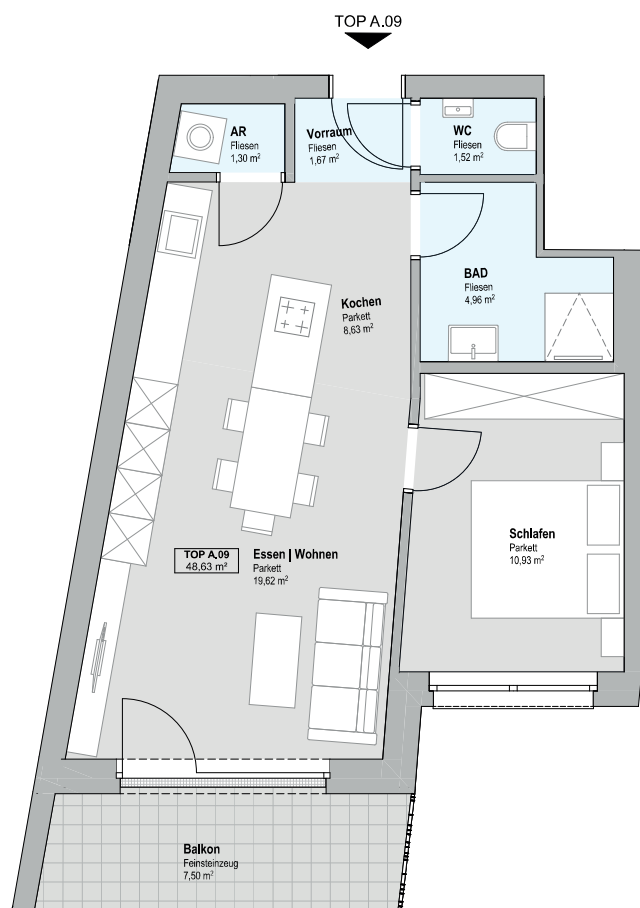 TOP A.09
AR
Fliesen
1,30 m²
Vorraum
Fliesen
1,67 m²
WC
Fliesen
1,52 m²
BAD
Fliesen
4,96 m²
Kochen
Parkett
8,63 m²
TOP A.09
48,63 m²
Essen | Wohnen
Parkett
19,62 m²
Schlafen
Parkett
10,93 m²
Balkon
Feinsteinzeug
7,50 m²